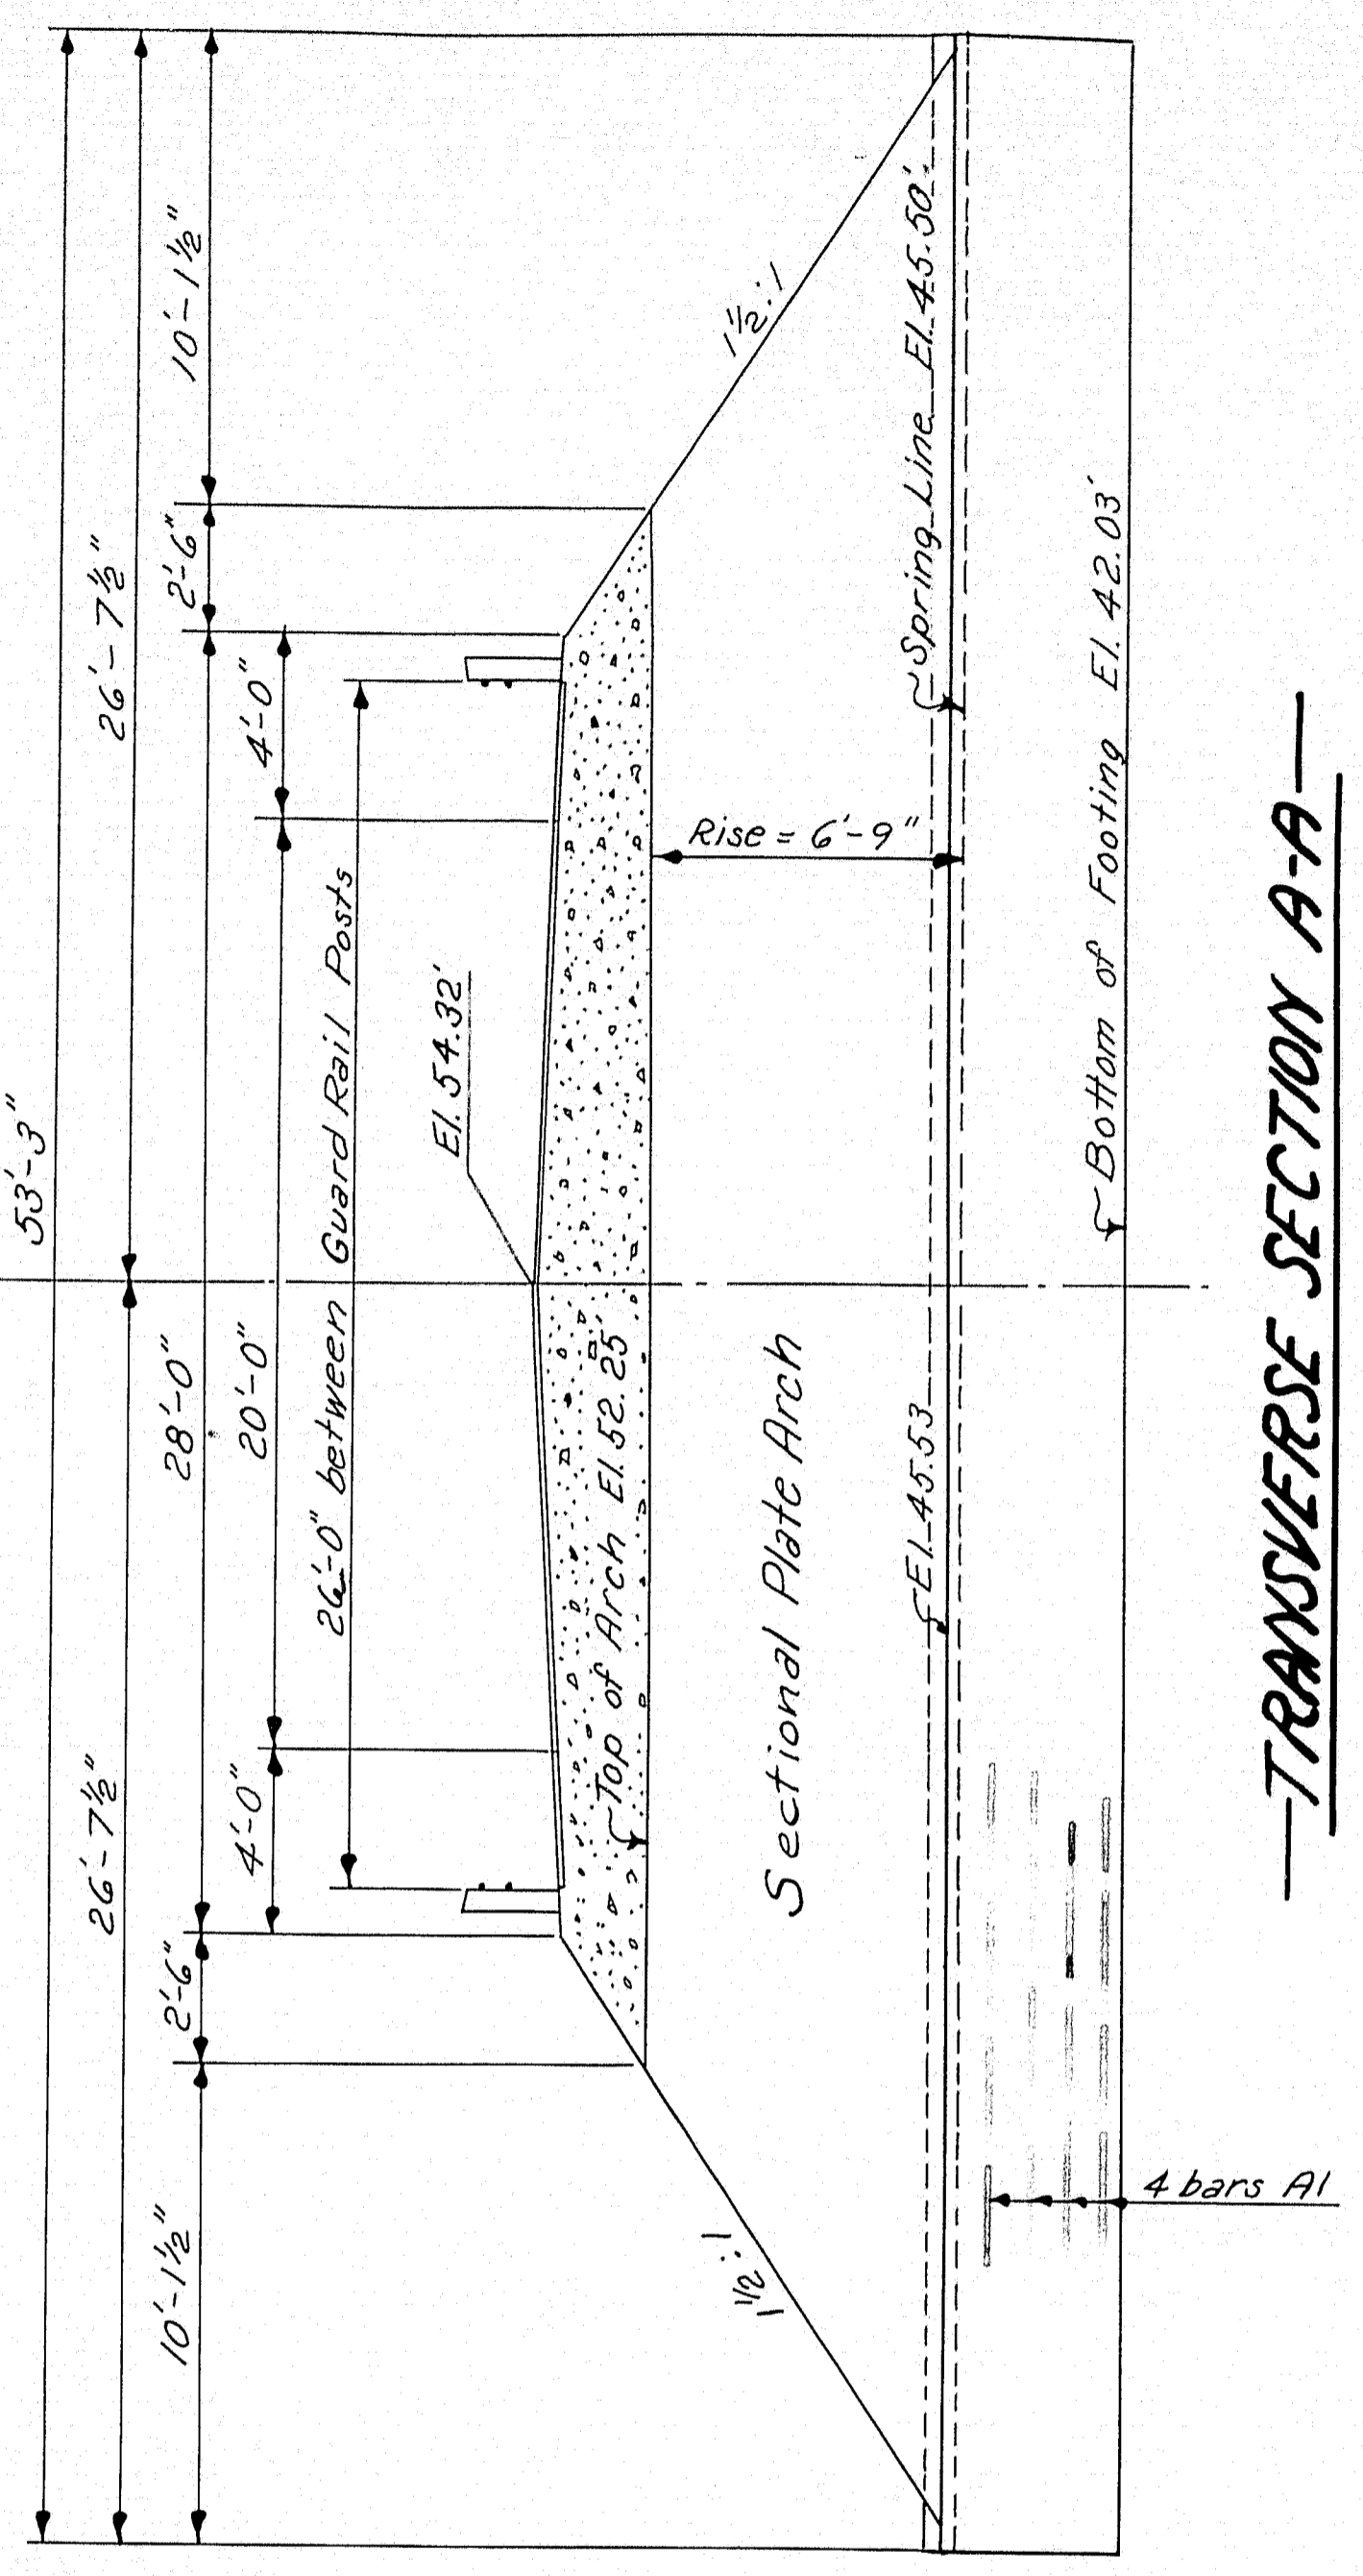 53'-3"
26'-7½"
26'-7½"
10'-1½"
2'-6"
28'-0"
2'-6"
10'-1½"
4'-0"
20'-0"
4'-0"
26'-0" between Guard Rail Posts
El. 54.32'
Top of Arch El. 52.25'
1½:1
1½:1
Rise = 6'-9"
Sectional Plate Arch
El. 45.53
Spring Line El. 45.50'
Bottom of Footing El. 42.03'
4 bars A1
—TRANSVERSE SECTION A-A—